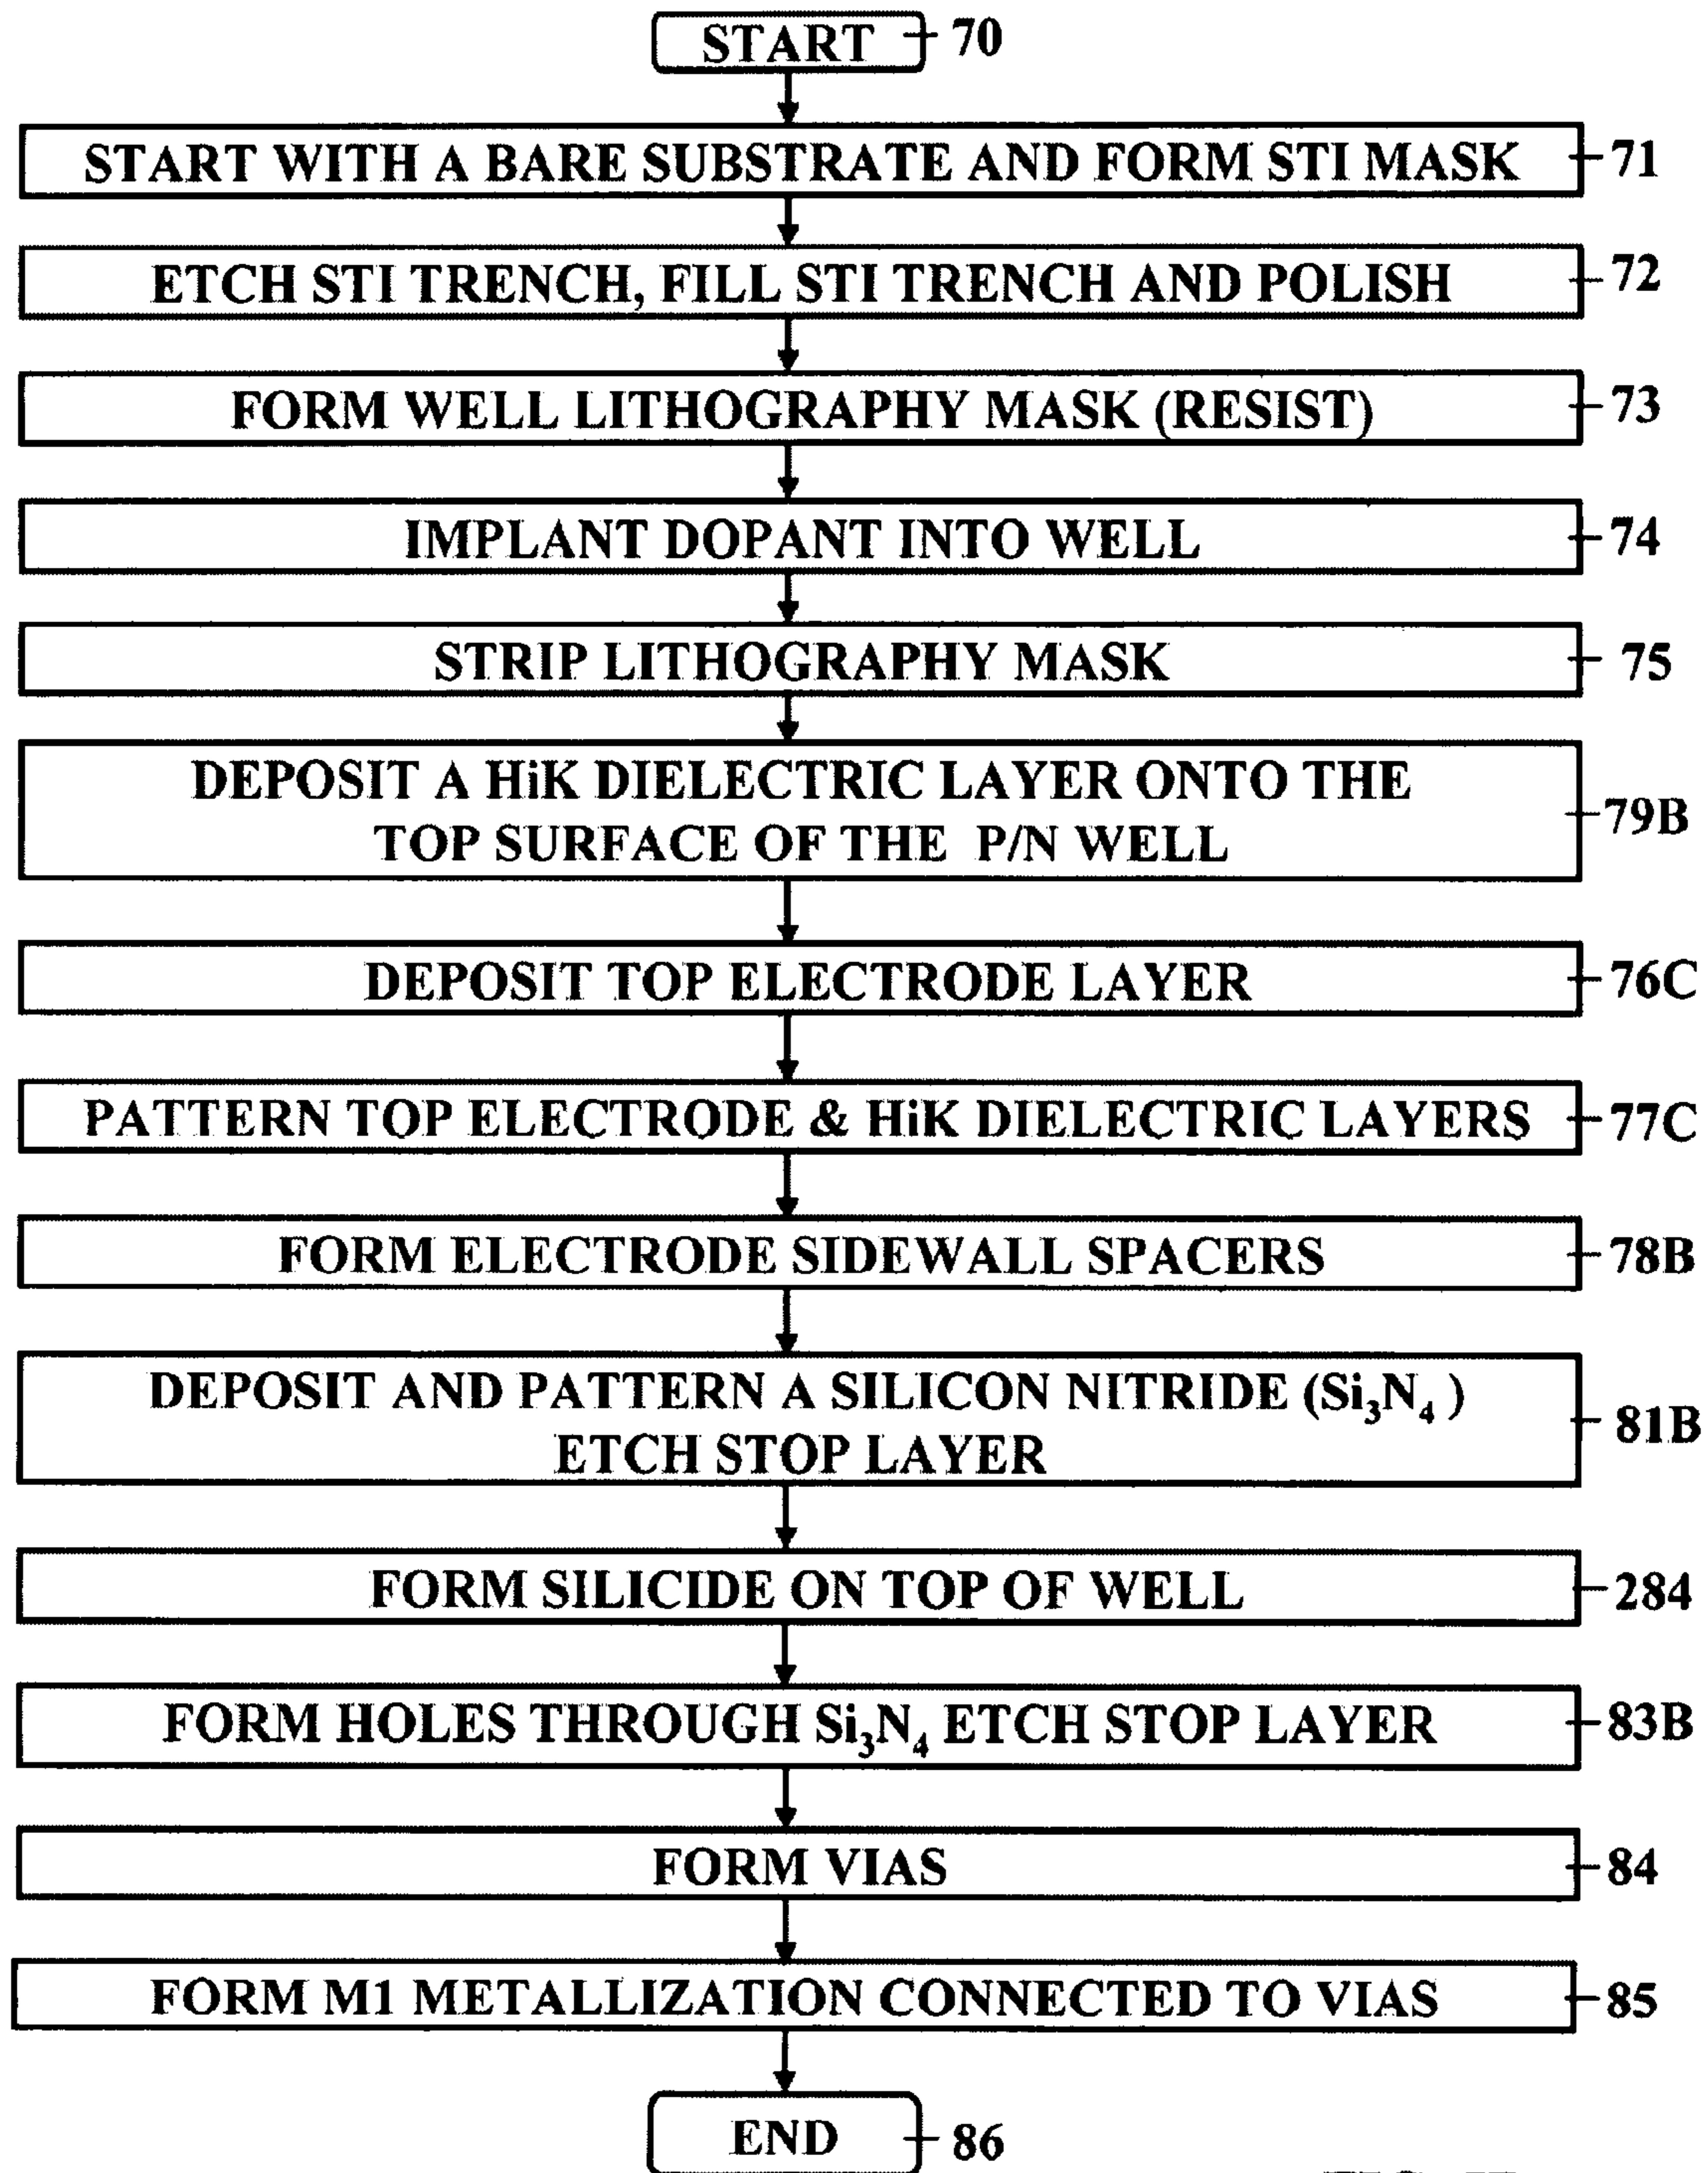 START 70
START WITH A BARE SUBSTRATE AND FORM STI MASK 71
ETCH STI TRENCH, FILL STI TRENCH AND POLISH 72
FORM WELL LITHOGRAPHY MASK (RESIST) 73
IMPLANT DOPANT INTO WELL 74
STRIP LITHOGRAPHY MASK 75
DEPOSIT A HiK DIELECTRIC LAYER ONTO THE
TOP SURFACE OF THE P/N WELL 79B
DEPOSIT TOP ELECTRODE LAYER 76C
PATTERN TOP ELECTRODE & HiK DIELECTRIC LAYERS 77C
FORM ELECTRODE SIDEWALL SPACERS 78B
DEPOSIT AND PATTERN A SILICON NITRIDE (Si₃N₄ )
ETCH STOP LAYER 81B
FORM SILICIDE ON TOP OF WELL 284
FORM HOLES THROUGH Si₃N₄ ETCH STOP LAYER 83B
FORM VIAS 84
FORM M1 METALLIZATION CONNECTED TO VIAS 85
END 86